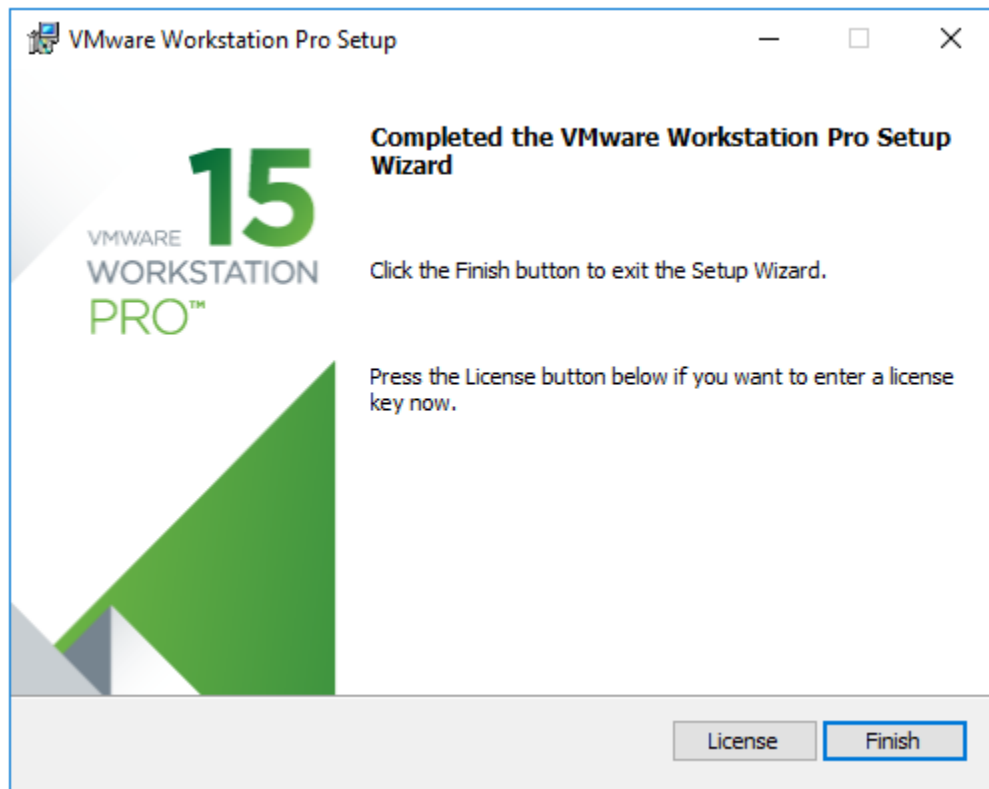 VMware Workstation Pro Setup
Completed the VMware Workstation Pro Setup
Wizard
15
VMWARE
WORKSTATION
PRO™
Click the Finish button to exit the Setup Wizard.
Press the License button below if you want to enter a license
key now.
License
Finish